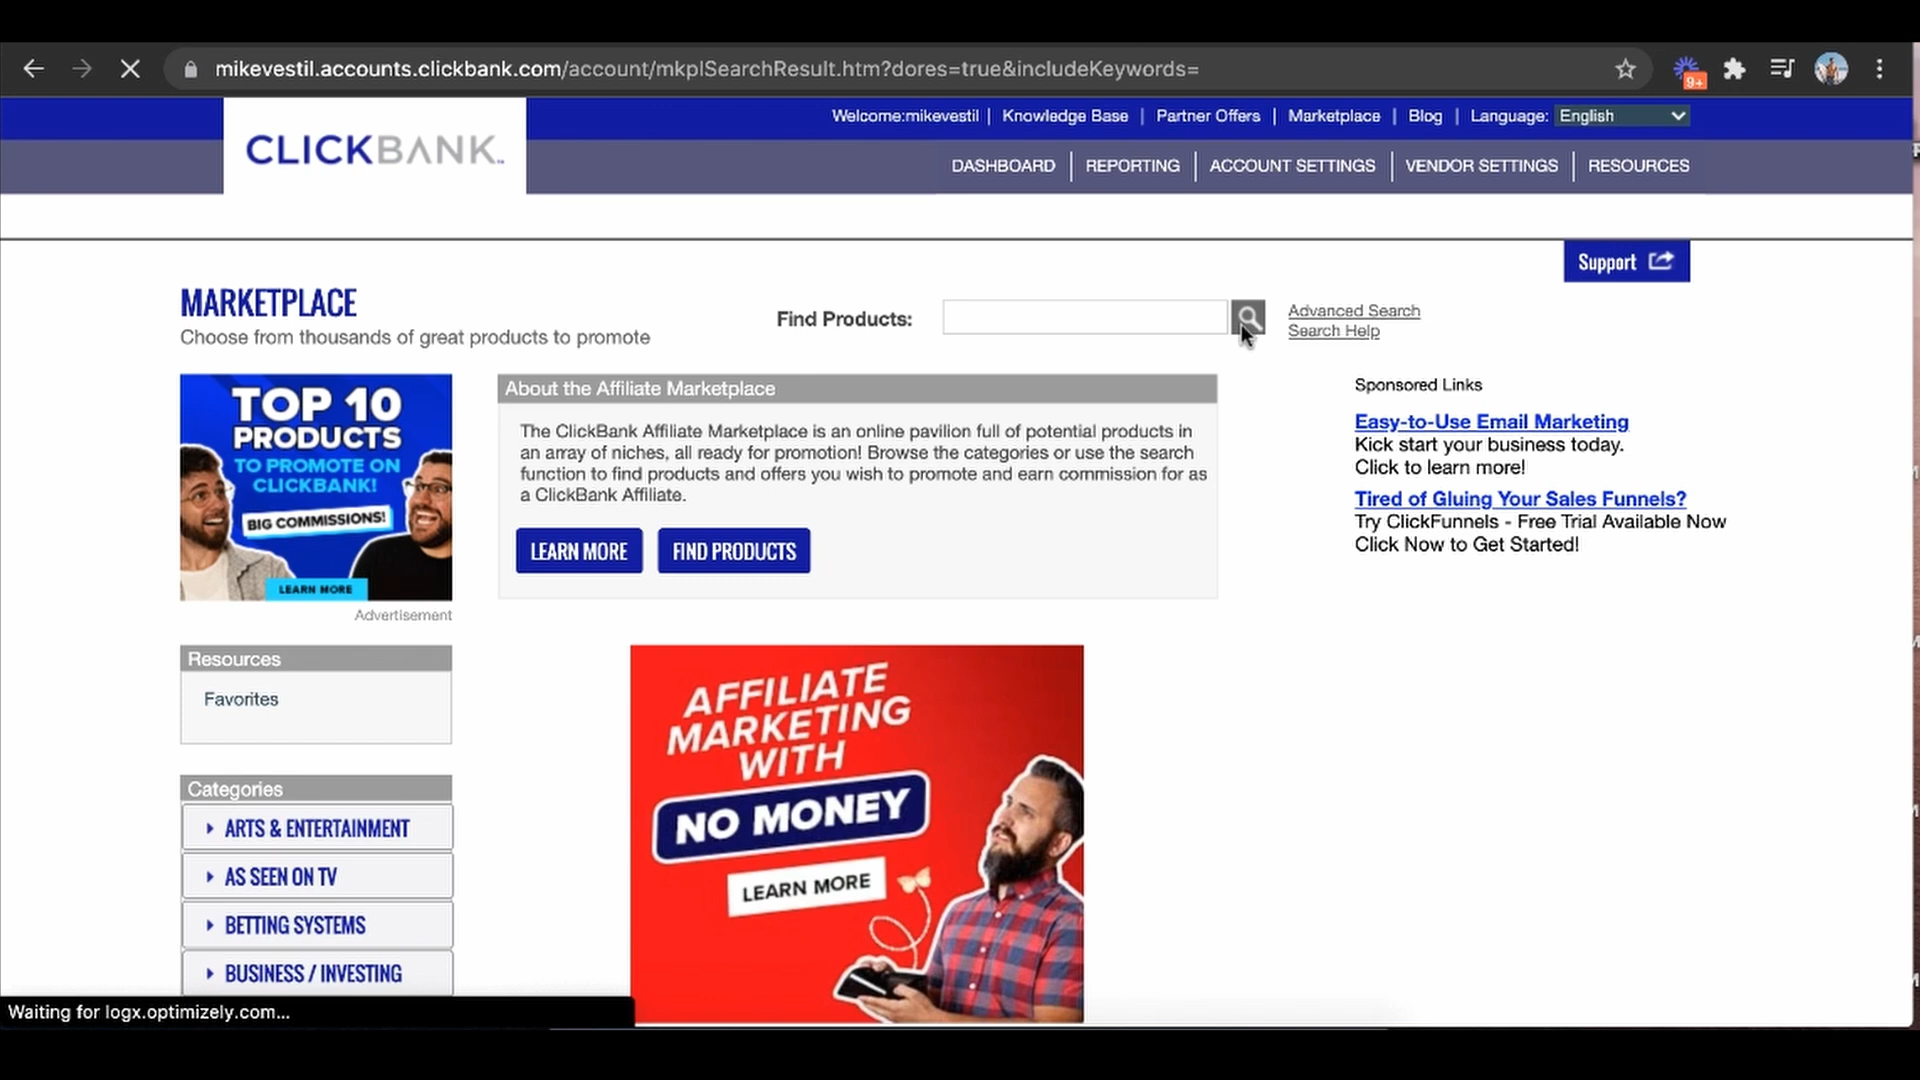 mikevestil.accounts.clickbank.com/account/mkplSearchResult.htm?dores=true&includeKeywords=
9+
Welcome:mikevestil | Knowledge Base | Partner Offers | Marketplace | Blog | Language: English
CLICKBANK
DASHBOARD | REPORTING | ACCOUNT SETTINGS | VENDOR SETTINGS | RESOURCES
Support
MARKETPLACE
Choose from thousands of great products to promote
Find Products:
Advanced Search
Search Help
TOP 10
PRODUCTS
TO PROMOTE ON
CLICKBANK!
BIG COMMISSIONS!
LEARN MORE
Advertisement
About the Affiliate Marketplace
The ClickBank Affiliate Marketplace is an online pavilion full of potential products in
an array of niches, all ready for promotion! Browse the categories or use the search
function to find products and offers you wish to promote and earn commission for as
a ClickBank Affiliate.
LEARN MORE
FIND PRODUCTS
Sponsored Links
Easy-to-Use Email Marketing
Kick start your business today.
Click to learn more!
Tired of Gluing Your Sales Funnels?
Try ClickFunnels - Free Trial Available Now
Click Now to Get Started!
Resources
Favorites
Categories
ARTS & ENTERTAINMENT
AS SEEN ON TV
BETTING SYSTEMS
BUSINESS / INVESTING
AFFILIATE
MARKETING
WITH
NO MONEY
LEARN MORE
Waiting for logx.optimizely.com...